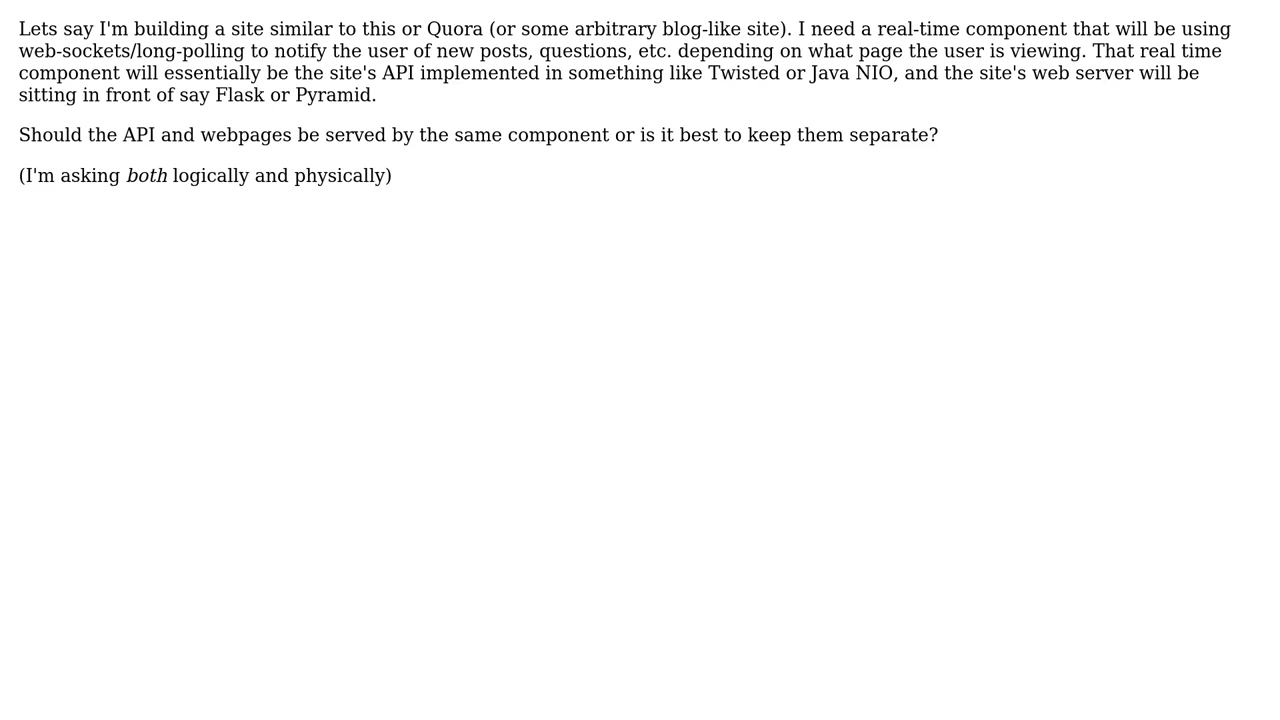 Lets say I'm building a site similar to this or Quora (or some arbitrary blog-like site). I need a real-time component that will be using
web-sockets/long-polling to notify the user of new posts, questions, etc. depending on what page the user is viewing. That real time
component will essentially be the site's API implemented in something like Twisted or Java NIO, and the site's web server will be
sitting in front of say Flask or Pyramid.
Should the API and webpages be served by the same component or is it best to keep them separate?
(I'm asking both logically and physically)